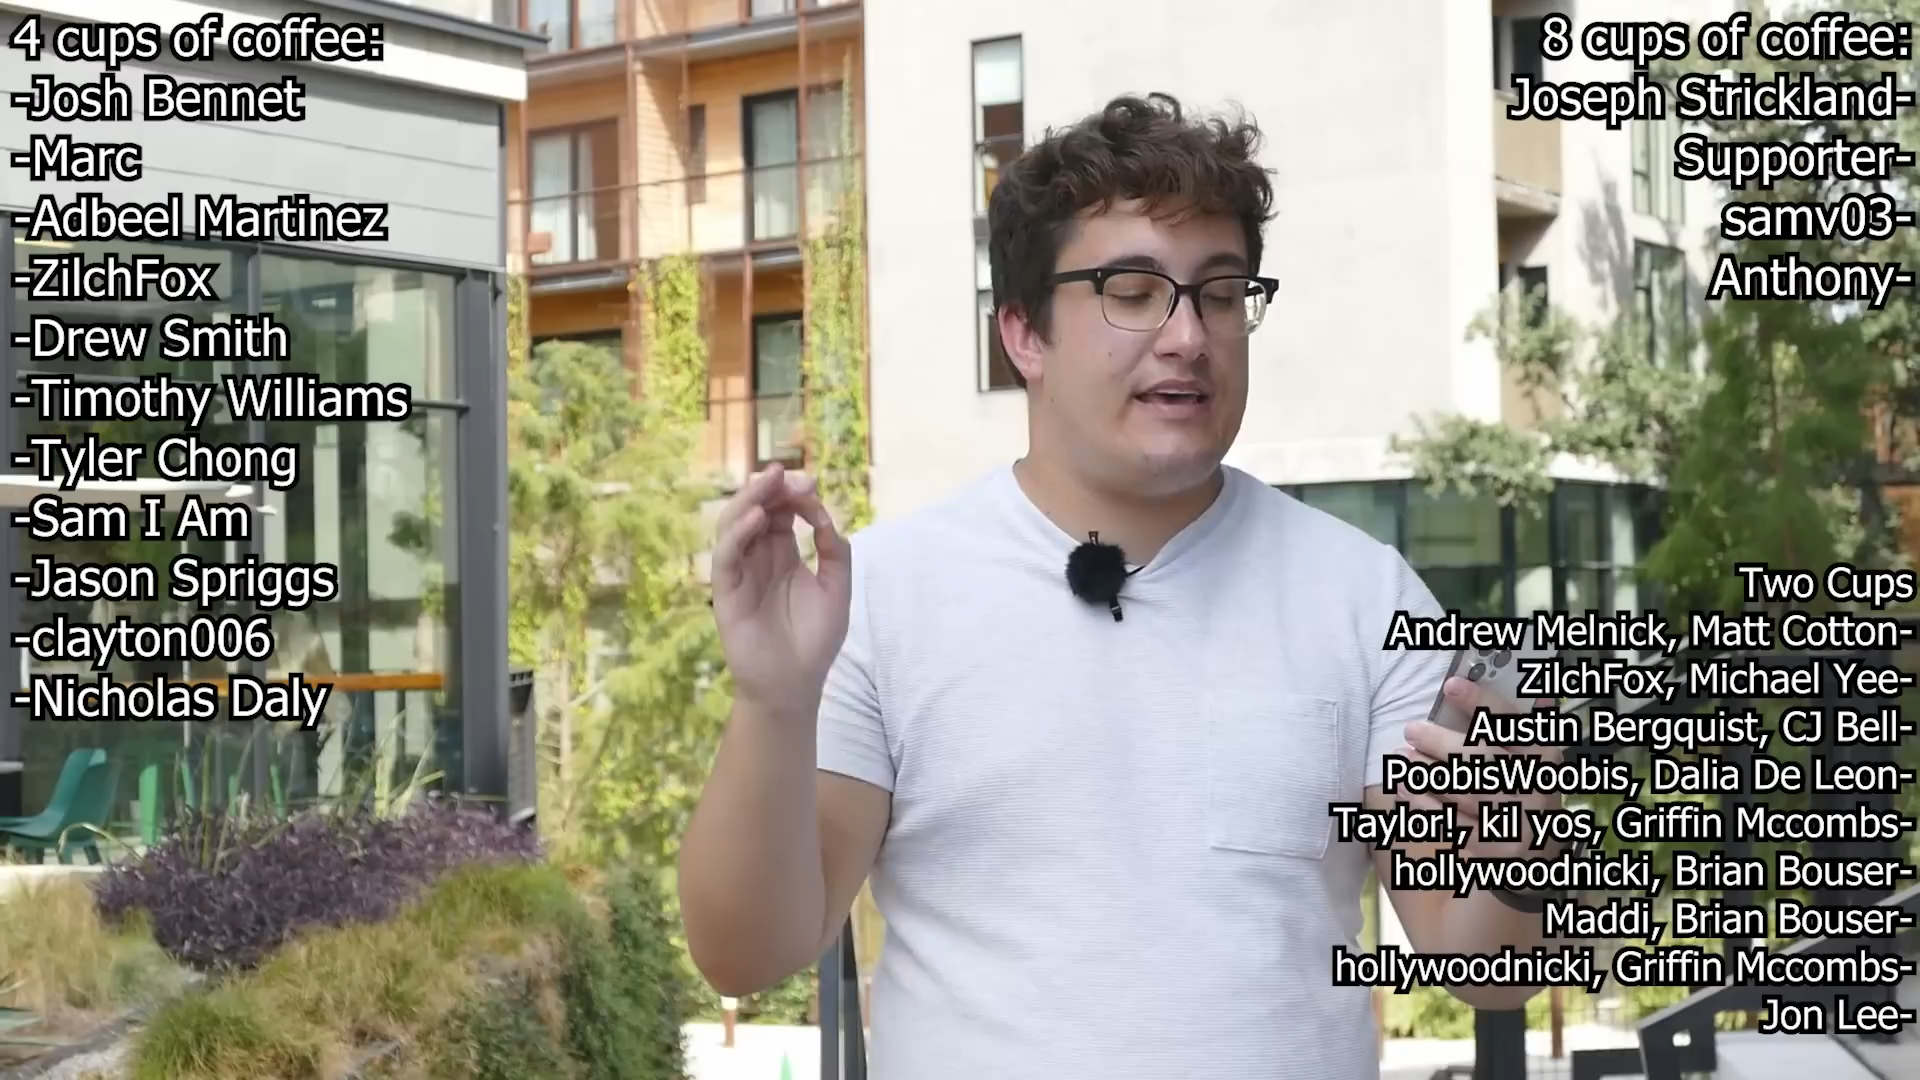 4 cups of coffee:
-Josh Bennet
-Marc
-Adbeel Martinez
-ZilchFox
-Drew Smith
-Timothy Williams
-Tyler Chong
-Sam I Am
-Jason Spriggs
-clayton006
-Nicholas Daly
8 cups of coffee:
Joseph Strickland-
Supporter-
samv03-
Anthony-
Two Cups
Andrew Melnick, Matt Cotton-
ZilchFox, Michael Yee-
Austin Bergquist, CJ Bell-
PoobisWoobis, Dalia De Leon-
Taylor!, kil yos, Griffin Mccombs-
hollywoodnicki, Brian Bouser-
Maddi, Brian Bouser-
hollywoodnicki, Griffin Mccombs-
Jon Lee-